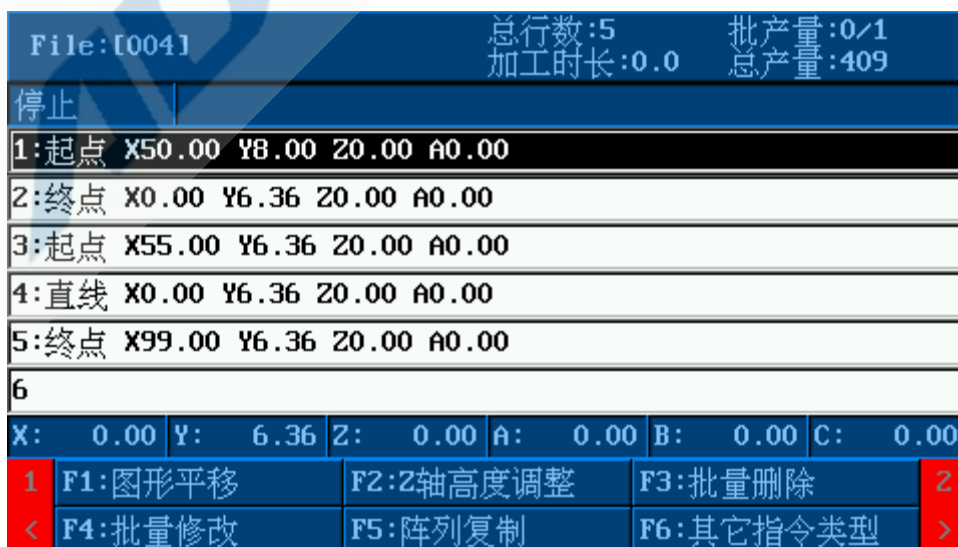 File:[004] 总行数:5 批产量:0/1
加工时长:0.0 总产量:409
停止
1:起点 X50.00 Y8.00 Z0.00 A0.00
2:终点 X0.00 Y6.36 Z0.00 A0.00
3:起点 X55.00 Y6.36 Z0.00 A0.00
4:直线 X0.00 Y6.36 Z0.00 A0.00
5:终点 X99.00 Y6.36 Z0.00 A0.00
6
X: 0.00 Y: 6.36 Z: 0.00 A: 0.00 B: 0.00 C: 0.00
1 F1:图形平移 F2:Z轴高度调整 F3:批量删除 2
< F4:批量修改 F5:阵列复制 F6:其它指令类型 >